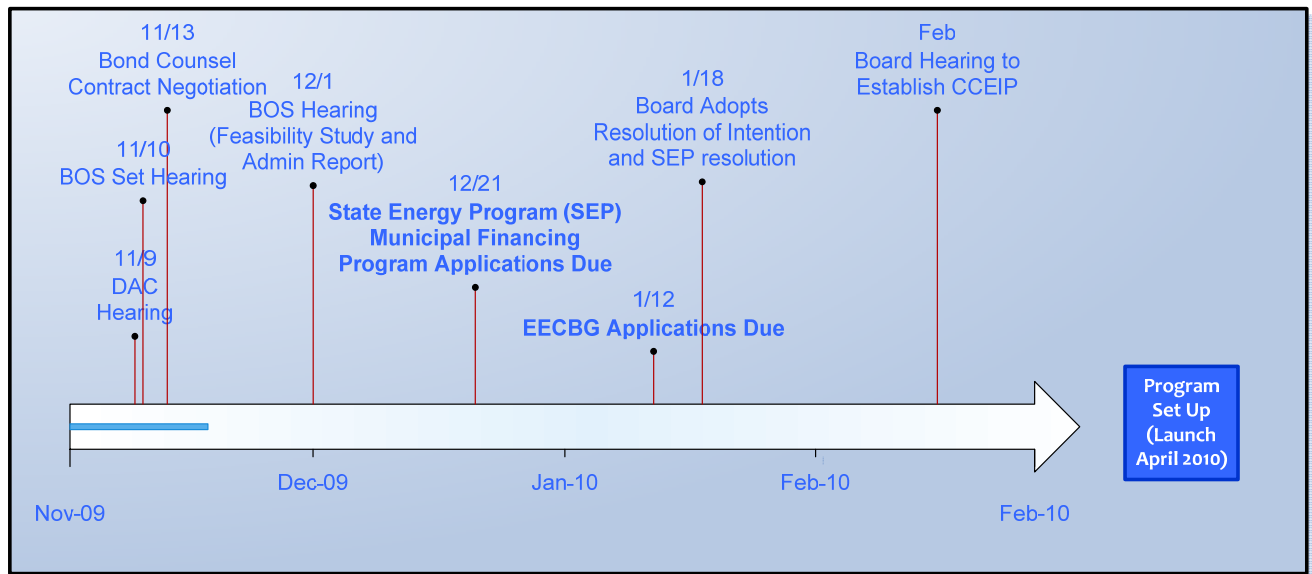 11/13
Bond Counsel
Contract Negotiation
11/10
BOS Set Hearing
11/9
DAC
Hearing
12/1
BOS Hearing
(Feasibility Study and
Admin Report)
12/21
State Energy Program (SEP)
Municipal Financing
Program Applications Due
1/12
EECBG Applications Due
1/18
Board Adopts
Resolution of Intention
and SEP resolution
Feb
Board Hearing to
Establish CCEIP
Program
Set Up
(Launch
April 2010)
Nov-09
Dec-09
Jan-10
Feb-10
Feb-10